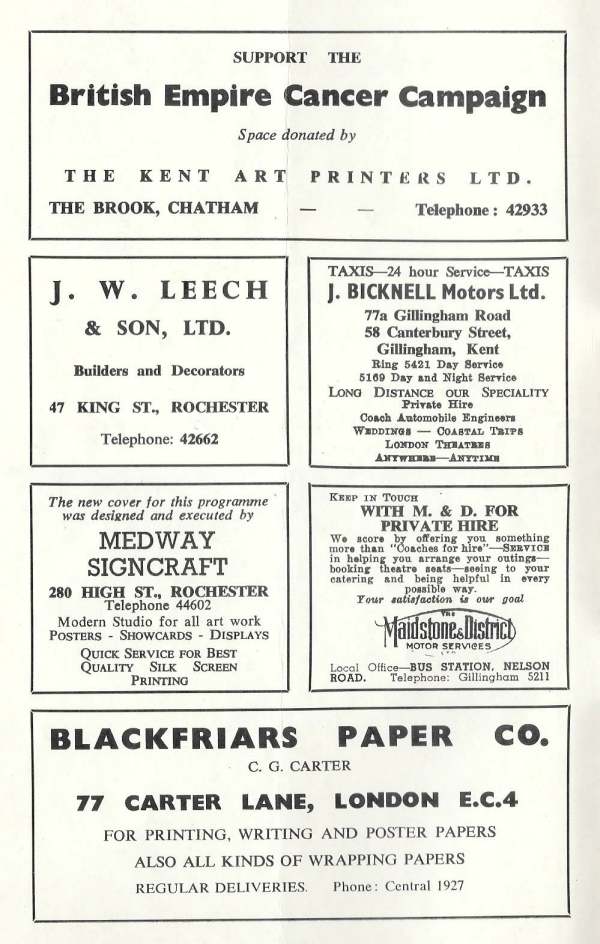 SUPPORT THE
British Empire Cancer Campaign
Space donated by
THE KENT ART PRINTERS LTD.
THE BROOK, CHATHAM — — Telephone: 42933
J. W. LEECH
& SON, LTD.
Builders and Decorators
47 KING ST., ROCHESTER
Telephone: 42662
TAXIS—24 hour Service—TAXIS
J. BICKNELL Motors Ltd.
77a Gillingham Road
58 Canterbury Street,
Gillingham, Kent
Ring 5421 Day Service
5169 Day and Night Service
LONG DISTANCE OUR SPECIALITY
Private Hire
Coach Automobile Engineers
WEDDINGS — COASTAL TRIPS
LONDON THEATRES
ANYWHERE—ANYTIME
The new cover for this programme
was designed and executed by
MEDWAY
SIGNCRAFT
280 HIGH ST., ROCHESTER
Telephone 44602
Modern Studio for all art work
POSTERS - SHOWCARDS - DISPLAYS
QUICK SERVICE FOR BEST
QUALITY SILK SCREEN
PRINTING
KEEP IN TOUCH
WITH M. & D. FOR
PRIVATE HIRE
We score by offering you something
more than "Coaches for hire"—SERVICE
in helping you arrange your outings—
booking theatre seats—seeing to your
catering and being helpful in every
possible way.
Your satisfaction is our goal
THE
Maidstone & District
MOTOR SERVICES
LTD
Local Office—BUS STATION, NELSON
ROAD. Telephone: Gillingham 5211
BLACKFRIARS PAPER CO.
C. G. CARTER
77 CARTER LANE, LONDON E.C.4
FOR PRINTING, WRITING AND POSTER PAPERS
ALSO ALL KINDS OF WRAPPING PAPERS
REGULAR DELIVERIES. Phone: Central 1927